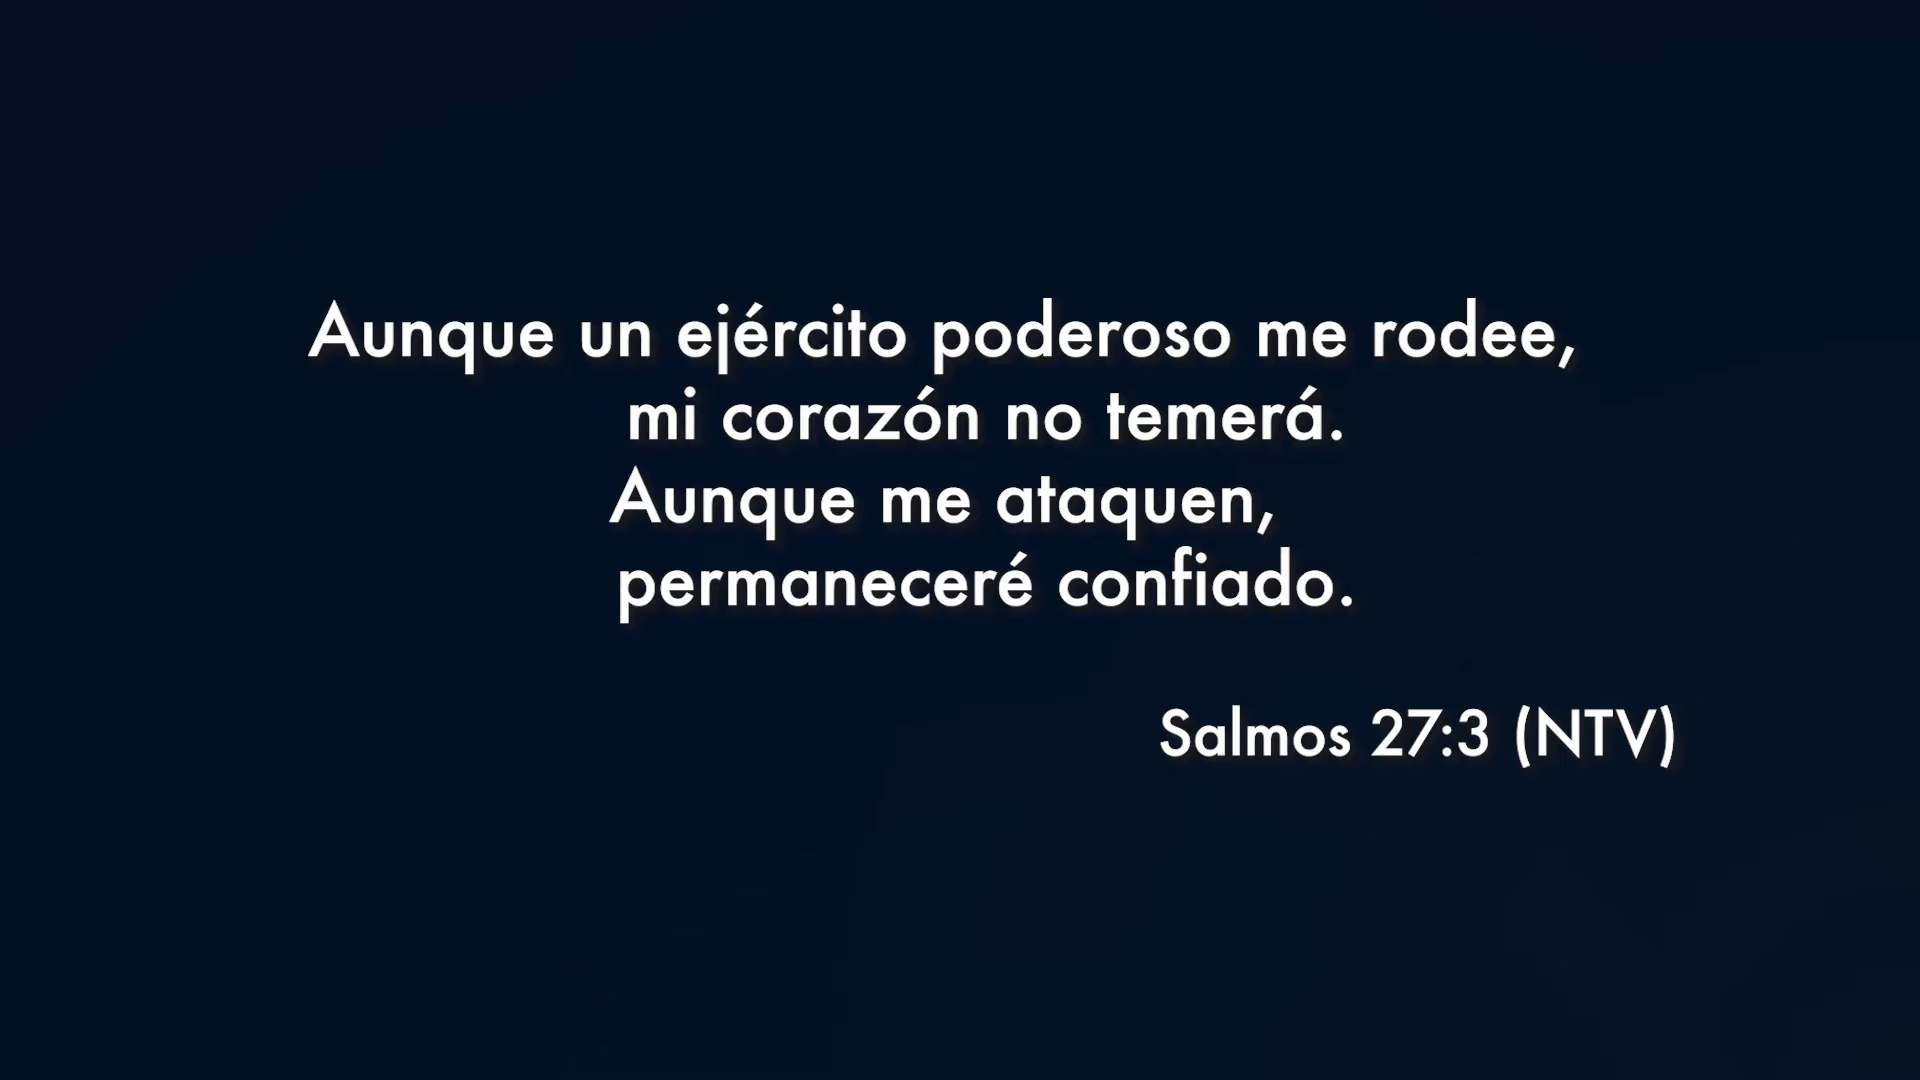 Aunque un ejército poderoso me rodee,
mi corazón no temerá.
Aunque me ataquen,
permaneceré confiado.
Salmos 27:3 (NTV)